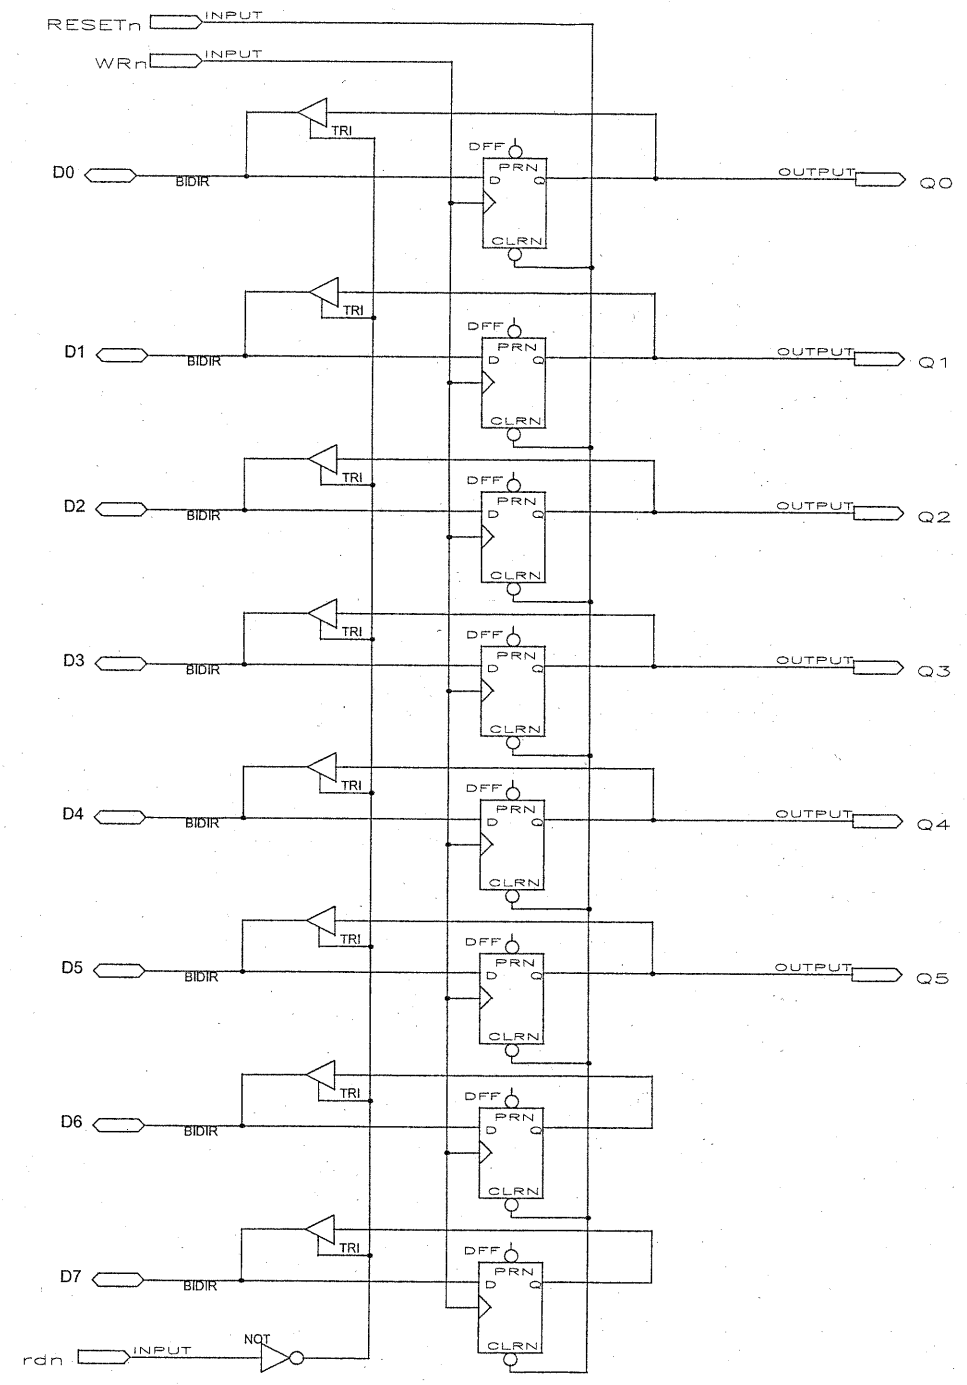 RESETn INPUT
WRn INPUT
TRI
DFF
PRN
D0 BIDIR D Q OUTPUT Q0
CLRN
TRI
DFF
PRN
D1 BIDIR D Q OUTPUT Q1
CLRN
TRI
DFF
PRN
D2 BIDIR D Q OUTPUT Q2
CLRN
TRI
DFF
PRN
D3 BIDIR D Q OUTPUT Q3
CLRN
TRI
DFF
PRN
D4 BIDIR D Q OUTPUT Q4
CLRN
TRI
DFF
PRN
D5 BIDIR D Q OUTPUT Q5
CLRN
TRI
DFF
PRN
D6 BIDIR D Q
CLRN
TRI
DFF
PRN
D7 BIDIR D Q
CLRN
NOT
rdn INPUT